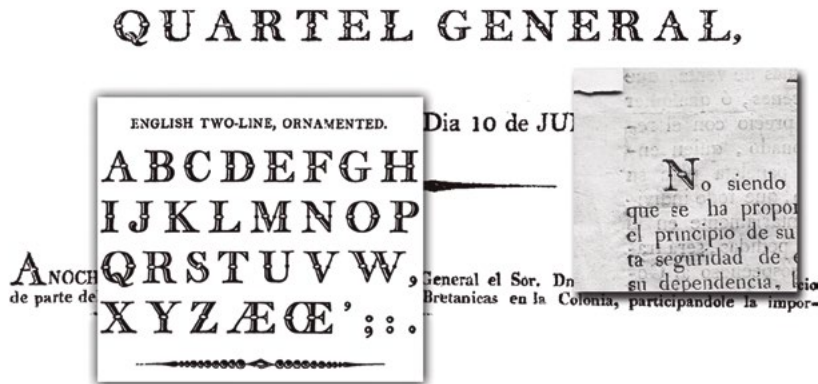 QUARTEL GENERAL,
ENGLISH TWO-LINE, ORNAMENTED.
ABCDEFGH
IJKLMNOP
QRSTUVW,
XYZÆŒ’;:.
Dia 10 de
No siendo
que se ha
el principio de su
ta seguridad de
su dependencia,
General el Sor. Dn
de parte de Bretanicas en la Colonia, participandole la impor-